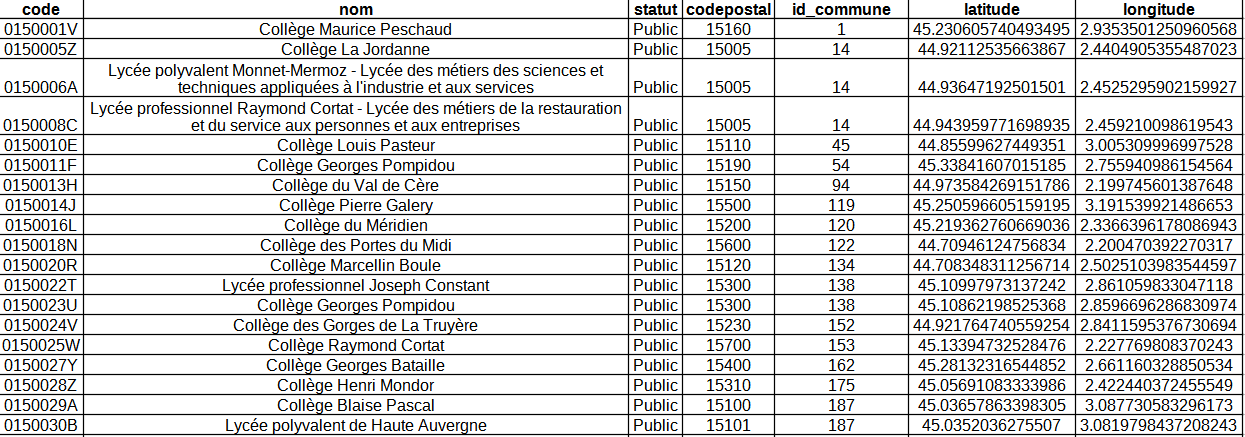 code nom statut codepostal id_commune latitude longitude
0150001V Collège Maurice Peschaud Public 15160 1 45.230605740493495 2.9353501250960568
0150005Z Collège La Jordanne Public 15005 14 44.92112535663867 2.4404905355487023
Lycée polyvalent Monnet-Mermoz - Lycée des métiers des sciences et
0150006A techniques appliquées à l'industrie et aux services Public 15005 14 44.93647192501501 2.4525295902159927
Lycée professionnel Raymond Cortat - Lycée des métiers de la restauration
0150008C et du service aux personnes et aux entreprises Public 15005 14 44.943959771698935 2.459210098619543
0150010E Collège Louis Pasteur Public 15110 45 44.85599627449351 3.005309996997528
0150011F Collège Georges Pompidou Public 15190 54 45.33841607015185 2.755940986154564
0150013H Collège du Val de Cère Public 15150 94 44.973584269151786 2.199745601387648
0150014J Collège Pierre Galery Public 15500 119 45.250596605159195 3.191539921486653
0150016L Collège du Méridien Public 15200 120 45.219362760669036 2.3366396178086943
0150018N Collège des Portes du Midi Public 15600 122 44.70946124756834 2.200470392270317
0150020R Collège Marcellin Boule Public 15120 134 44.708348311256714 2.5025103983544597
0150022T Lycée professionnel Joseph Constant Public 15300 138 45.10997973137242 2.861059833047118
0150023U Collège Georges Pompidou Public 15300 138 45.10862198525368 2.8596696286830974
0150024V Collège des Gorges de La Truyère Public 15230 152 44.921764740559254 2.8411595376730694
0150025W Collège Raymond Cortat Public 15700 153 45.13394732528476 2.227769808370243
0150027Y Collège Georges Bataille Public 15400 162 45.28132316544852 2.661160328850534
0150028Z Collège Henri Mondor Public 15310 175 45.05691083333986 2.422440372455549
0150029A Collège Blaise Pascal Public 15100 187 45.03657863398305 3.087730583296173
0150030B Lycée polyvalent de Haute Auvergne Public 15101 187 45.0352036275507 3.0819798437208243